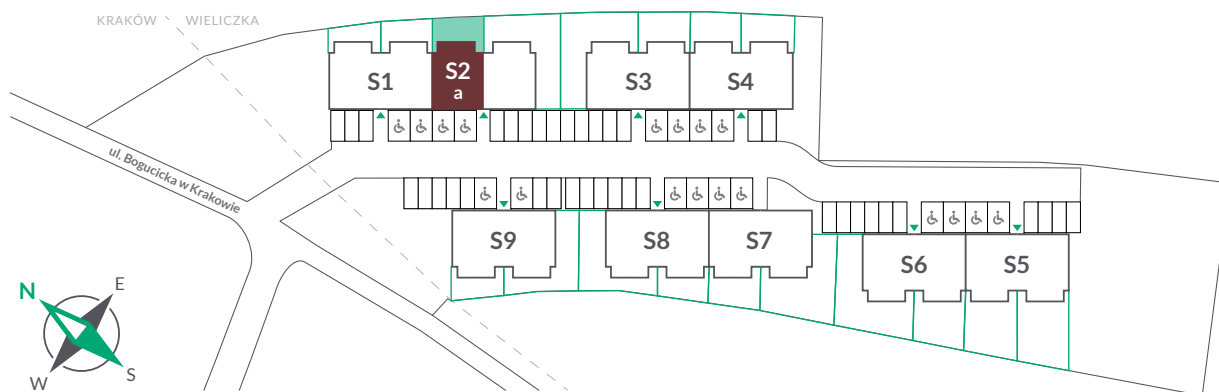 KRAKÓW WIELICZKA
S1
S2
a
S3
S4
ul. Bogucicka w Krakowie
S9
S8
S7
S6
S5
N
E
W
S